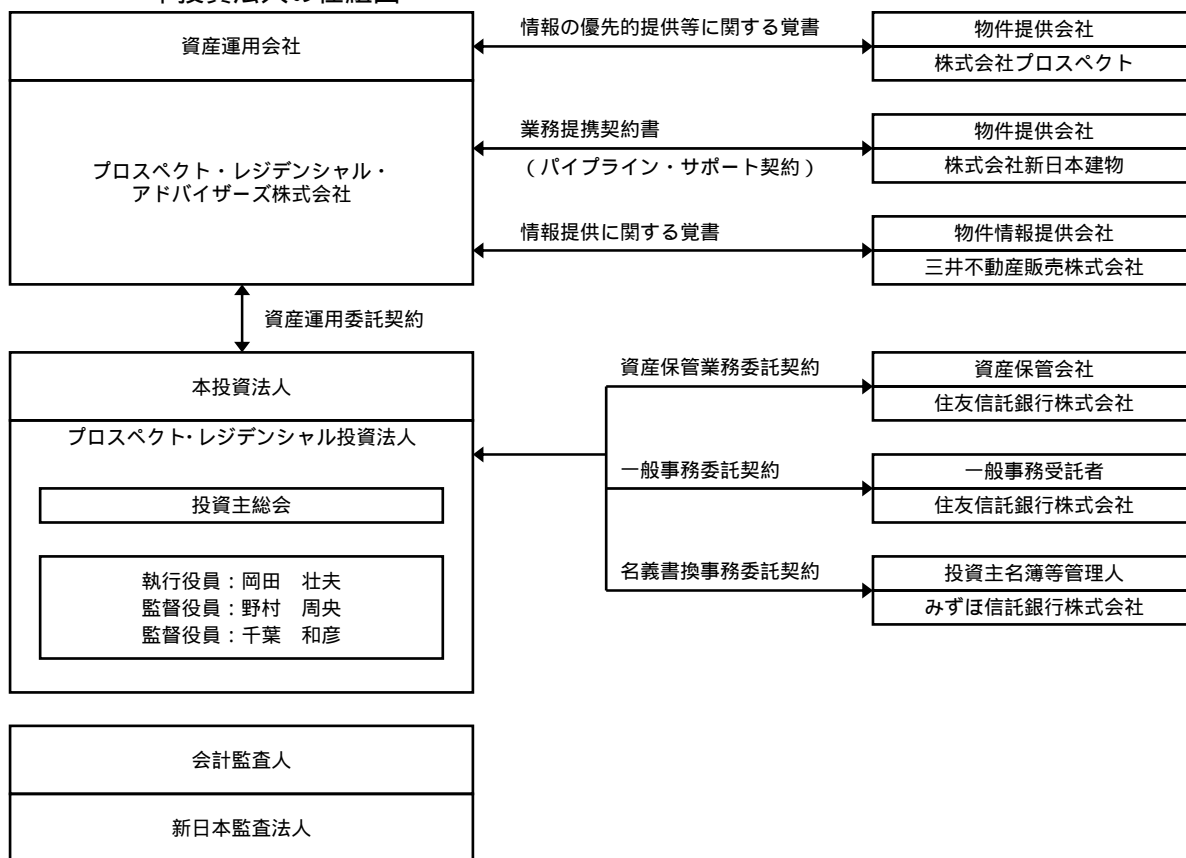 本投資法人の仕組図
資産運用会社
プロスペクト・レジデンシャル・
アドバイザーズ株式会社
情報の優先的提供等に関する覚書
物件提供会社
株式会社プロスペクト
業務提携契約書
（パイプライン・サポート契約）
物件提供会社
株式会社新日本建物
情報提供に関する覚書
物件情報提供会社
三井不動産販売株式会社
資産運用委託契約
本投資法人
プロスペクト・レジデンシャル投資法人
投資主総会
執行役員：岡田　壮夫
監督役員：野村　周央
監督役員：千葉　和彦
資産保管業務委託契約
資産保管会社
住友信託銀行株式会社
一般事務委託契約
一般事務受託者
住友信託銀行株式会社
名義書換事務委託契約
投資主名簿等管理人
みずほ信託銀行株式会社
会計監査人
新日本監査法人